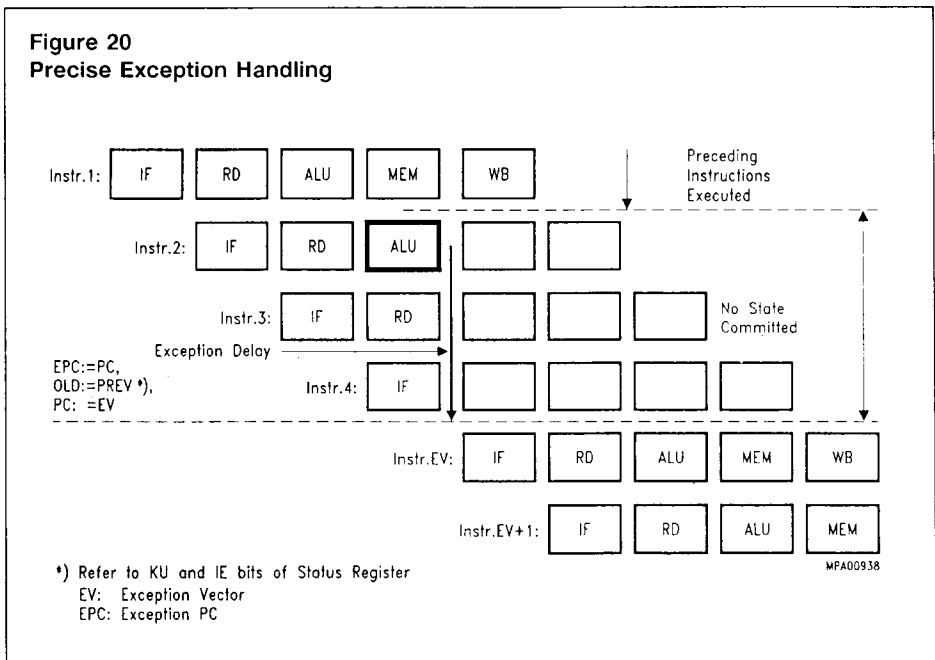 Figure 20
Precise Exception Handling
Instr.1: IF RD ALU MEM WB
Preceding
Instructions
Executed
Instr.2: IF RD ALU
Instr.3: IF RD
No State
Committed
Exception Delay
EPC:=PC,
OLD:=PREV *),
PC: =EV
Instr.4: IF
Instr.EV: IF RD ALU MEM WB
Instr.EV+1: IF RD ALU MEM
MPA00938
*) Refer to KU and IE bits of Status Register
EV: Exception Vector
EPC: Exception PC